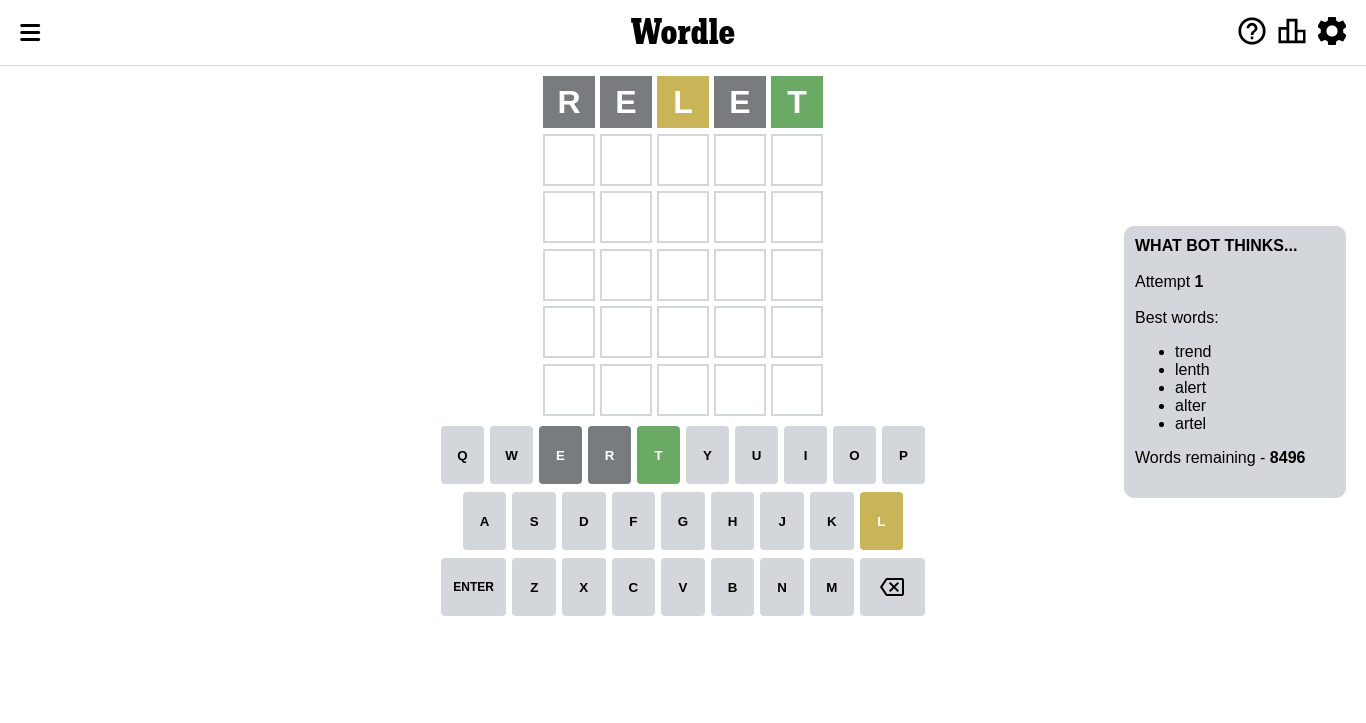 Wordle
R E L E T
WHAT BOT THINKS...
Attempt 1
Best words:
trend
lenth
alert
alter
artel
Words remaining - 8496
Q W E R T Y U I O P
A S D F G H J K L
ENTER Z X C V B N M